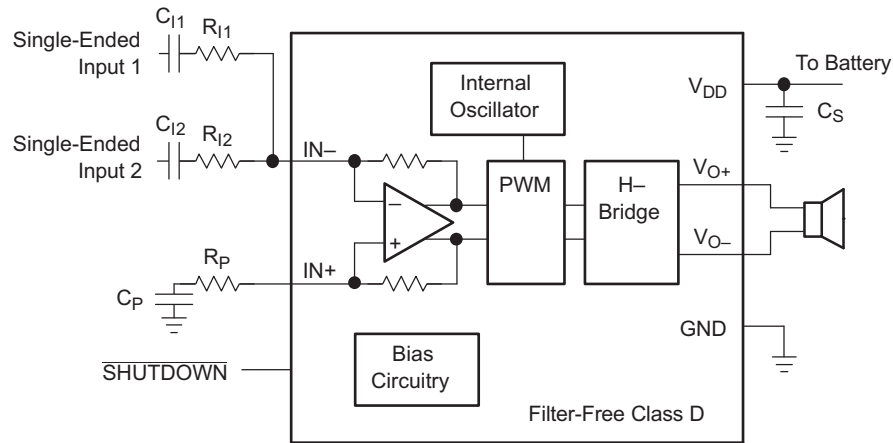 C_I1
R_I1
Single-Ended
Input 1
C_I2
R_I2
Single-Ended
Input 2
IN–
R_P
IN+
C_P
SHUTDOWN
Internal
Oscillator
–
+
PWM
H–
Bridge
Bias
Circuitry
V_DD
To Battery
C_S
V_O+
V_O–
GND
Filter-Free Class D